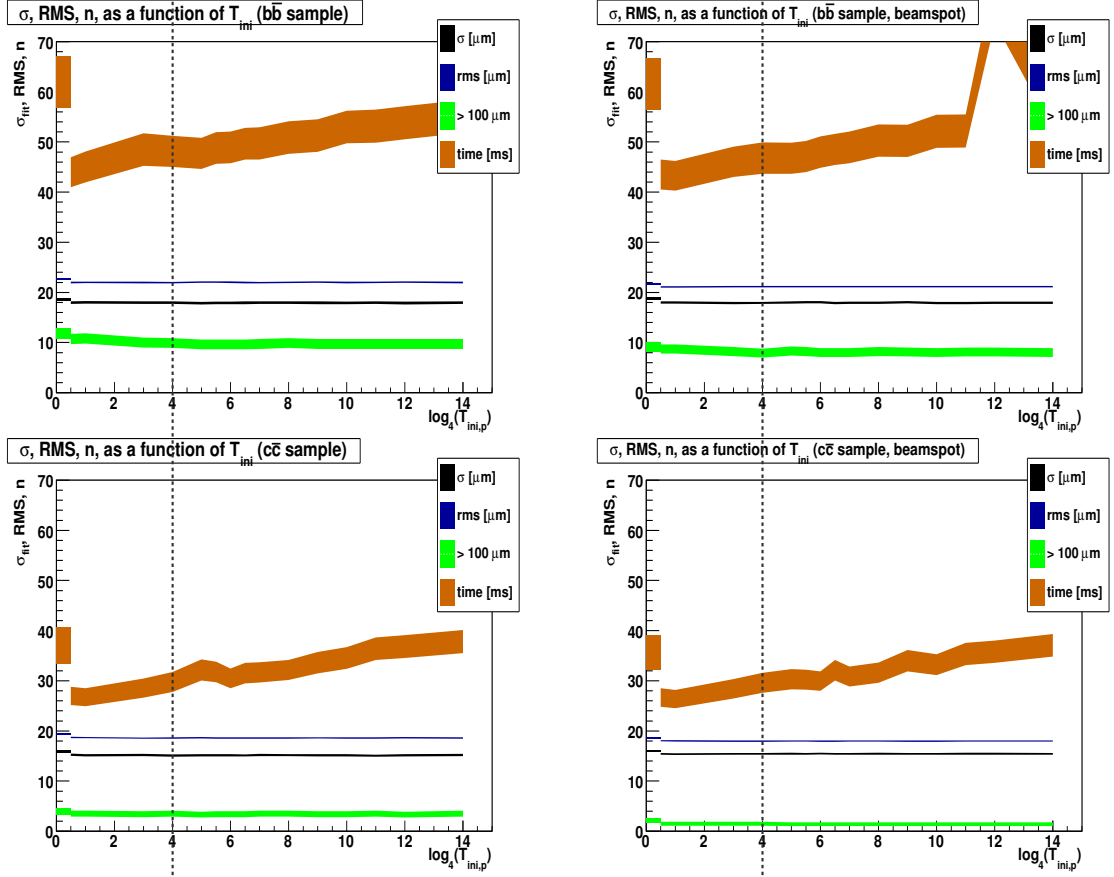 σ, RMS, n, as a function of T_ini (bb̄ sample)
σ_fit, RMS, n
70
60
50
40
30
20
10
0
0 2 4 6 8 10 12 14
log₄(T_ini,p)
σ [μm]
rms [μm]
> 100 μm
time [ms]
σ, RMS, n, as a function of T_ini (bb̄ sample, beamspot)
σ_fit, RMS, n
70
60
50
40
30
20
10
0
0 2 4 6 8 10 12 14
log₄(T_ini,p)
σ [μm]
rms [μm]
> 100 μm
time [ms]
σ, RMS, n, as a function of T_ini (cc̄ sample)
σ_fit, RMS, n
70
60
50
40
30
20
10
0
0 2 4 6 8 10 12 14
log₄(T_ini,p)
σ [μm]
rms [μm]
> 100 μm
time [ms]
σ, RMS, n, as a function of T_ini (cc̄ sample, beamspot)
σ_fit, RMS, n
70
60
50
40
30
20
10
0
0 2 4 6 8 10 12 14
log₄(T_ini,p)
σ [μm]
rms [μm]
> 100 μm
time [ms]